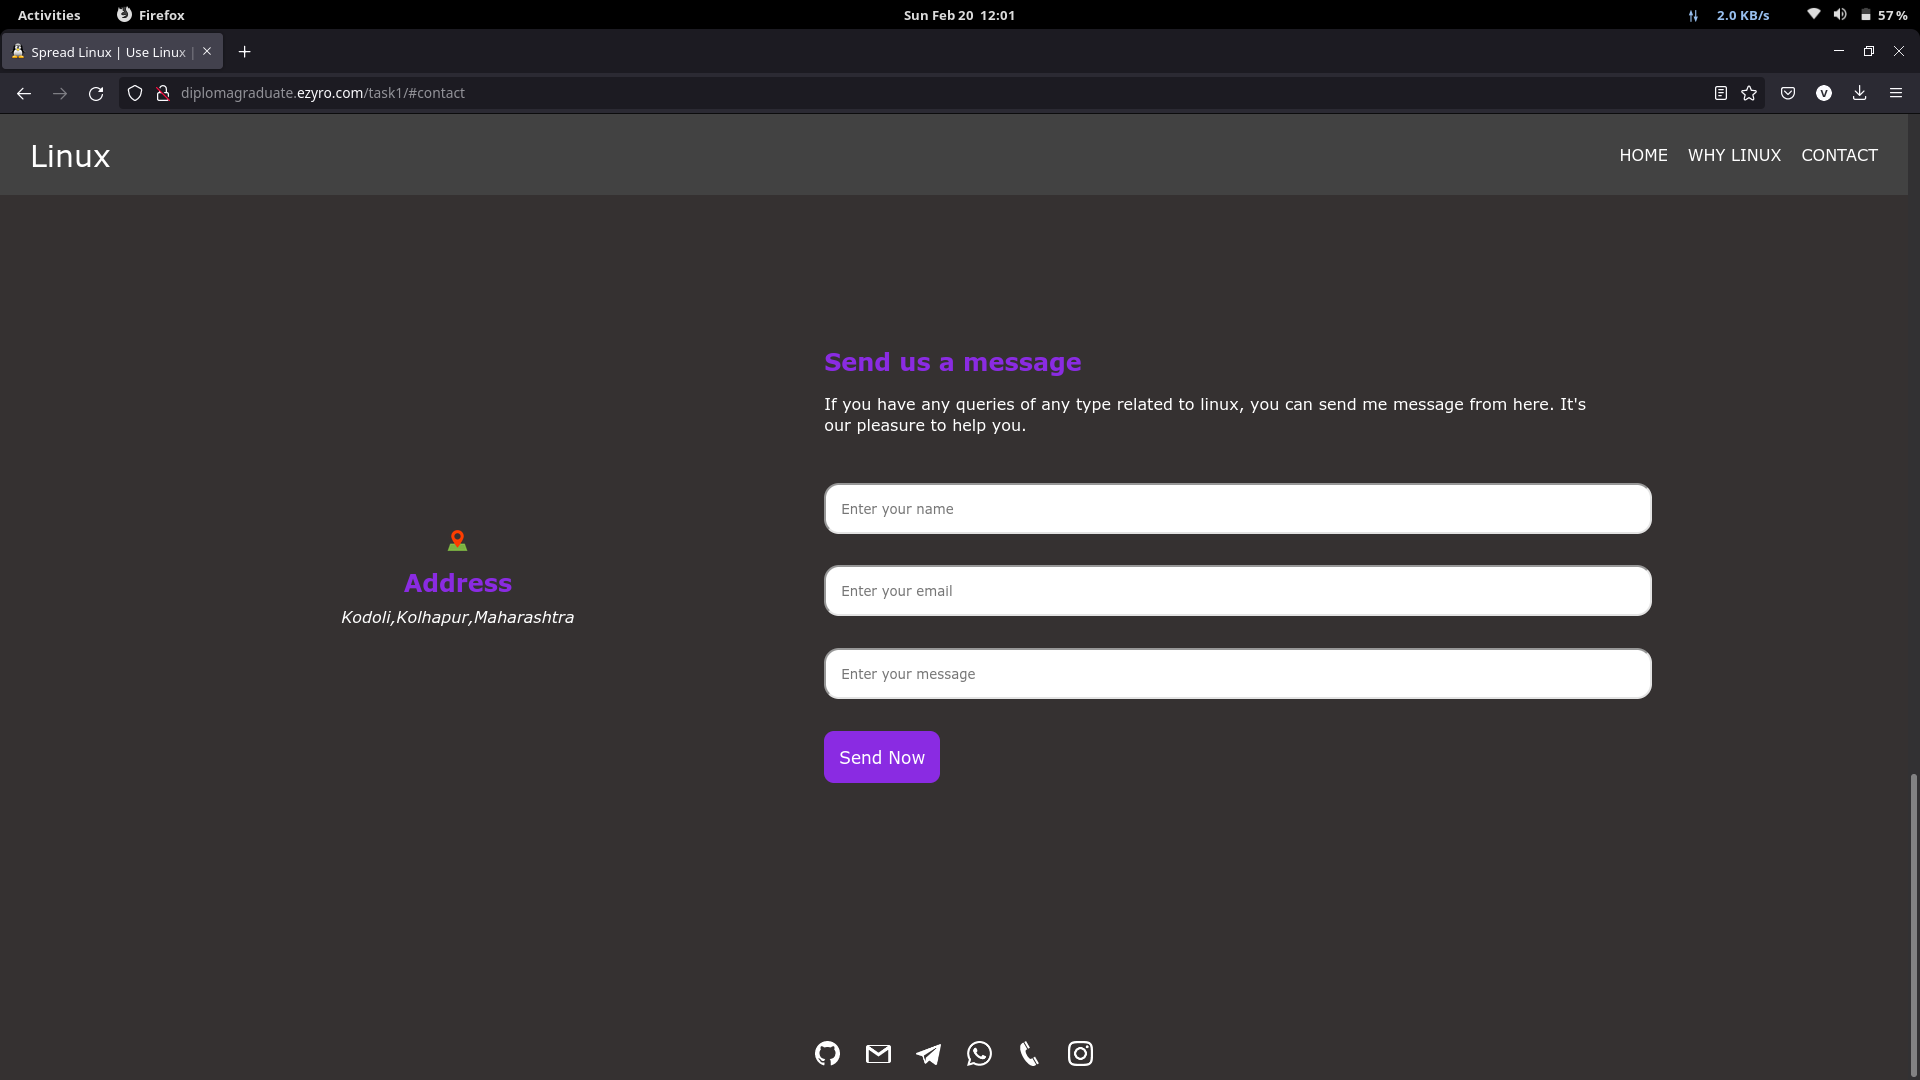 Activities Firefox Sun Feb 20 12:01 2.0 KB/s 57 %
Spread Linux | Use Linux |
diplomagraduate.ezyro.com/task1/#contact
Linux HOME WHY LINUX CONTACT
Send us a message
If you have any queries of any type related to linux, you can send me message from here. It's
our pleasure to help you.
Enter your name
Enter your email
Address
Kodoli,Kolhapur,Maharashtra
Enter your message
Send Now